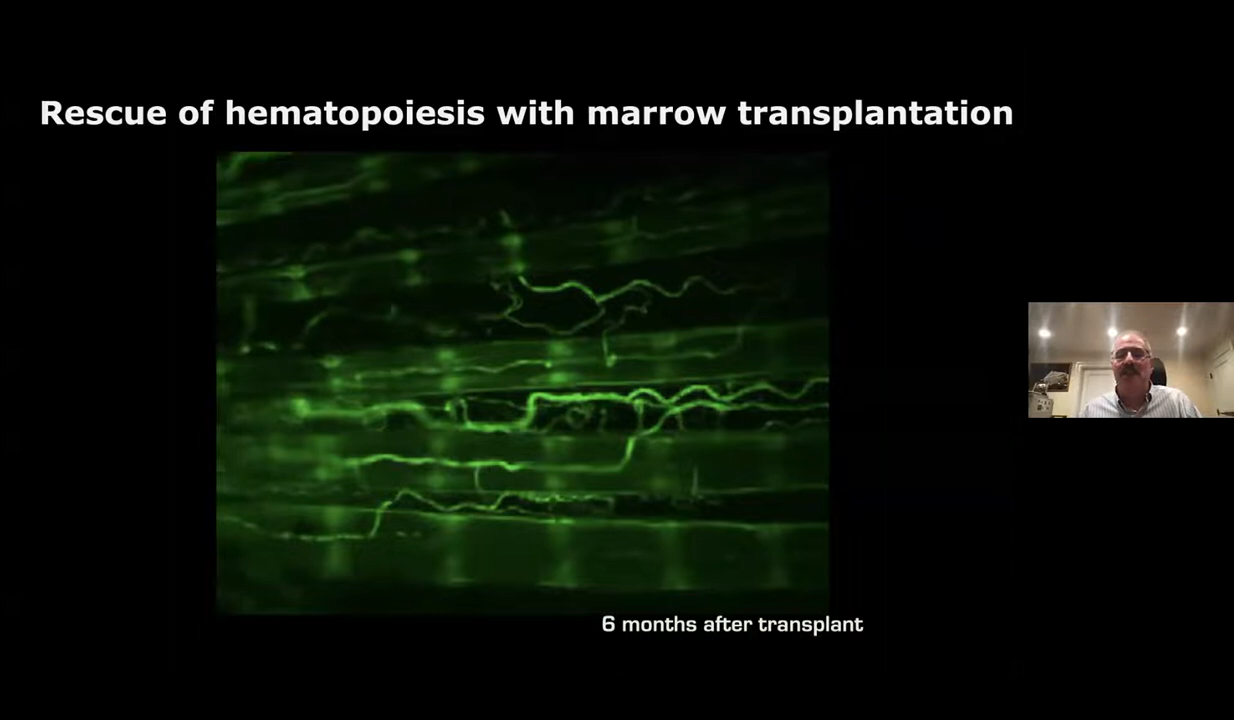 Rescue of hematopoiesis with marrow transplantation
6 months after transplant